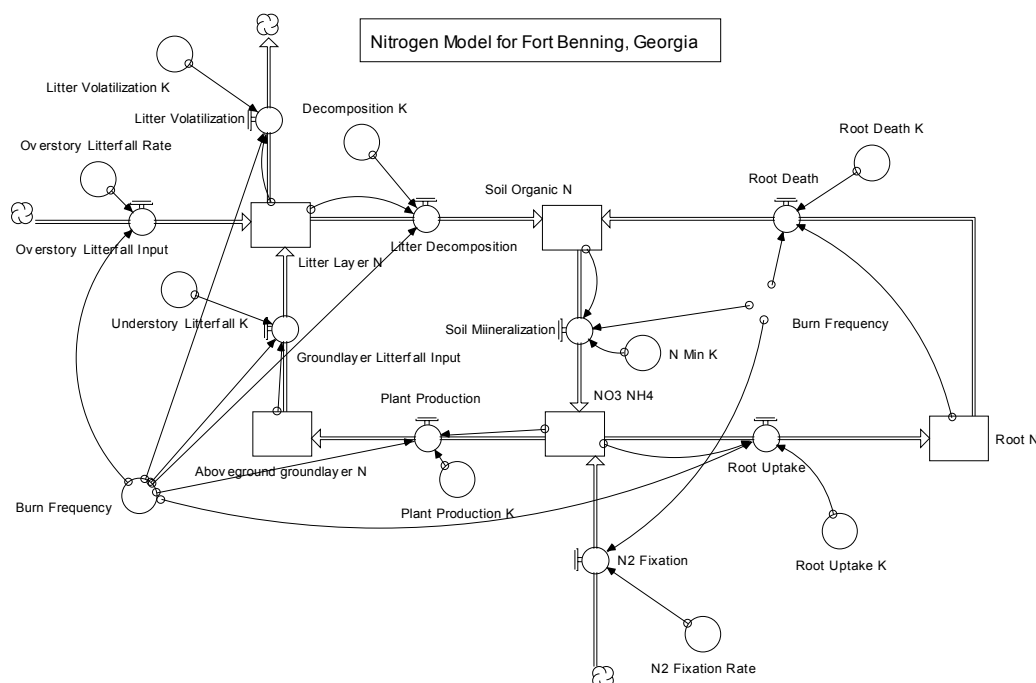 Nitrogen Model for Fort Benning, Georgia
Litter Volatilization K
Litter Volatilization
Decomposition K
Root Death K
Overstory Litterfall Rate
Root Death
Soil Organic N
Overstory Litterfall Input
Litter Decomposition
Litter Layer N
Understory Litterfall K
Soil Miineralization
Burn Frequency
Groundlayer Litterfall Input
N Min K
Plant Production
NO3 NH4
Root N
Aboveground groundlayer N
Root Uptake
Burn Frequency
Plant Production K
N2 Fixation
Root Uptake K
N2 Fixation Rate